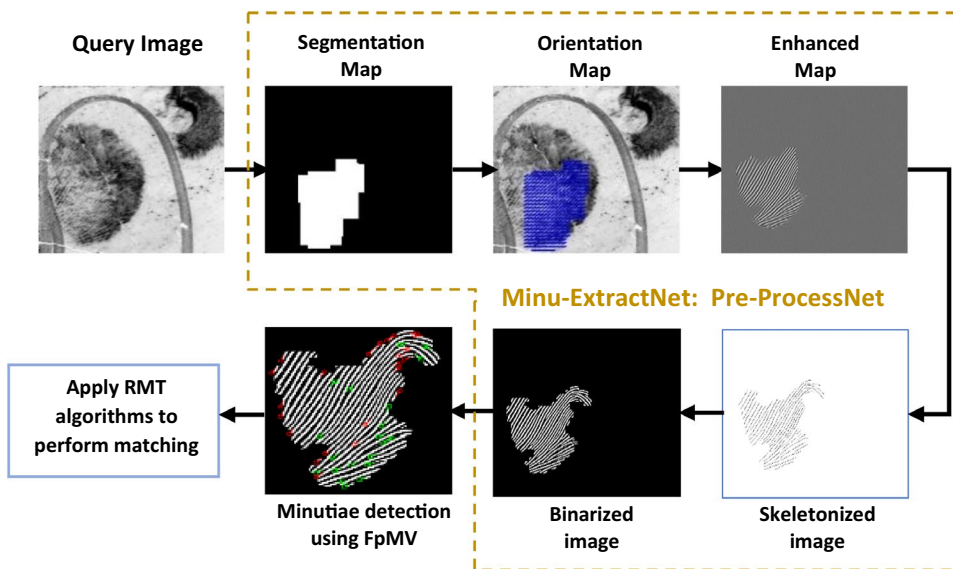 Query Image
Segmentation
Map
Orientation
Map
Enhanced
Map
Minu-ExtractNet: Pre-ProcessNet
Apply RMT
algorithms to
perform matching
Minutiae detection
using FpMV
Binarized
image
Skeletonized
image